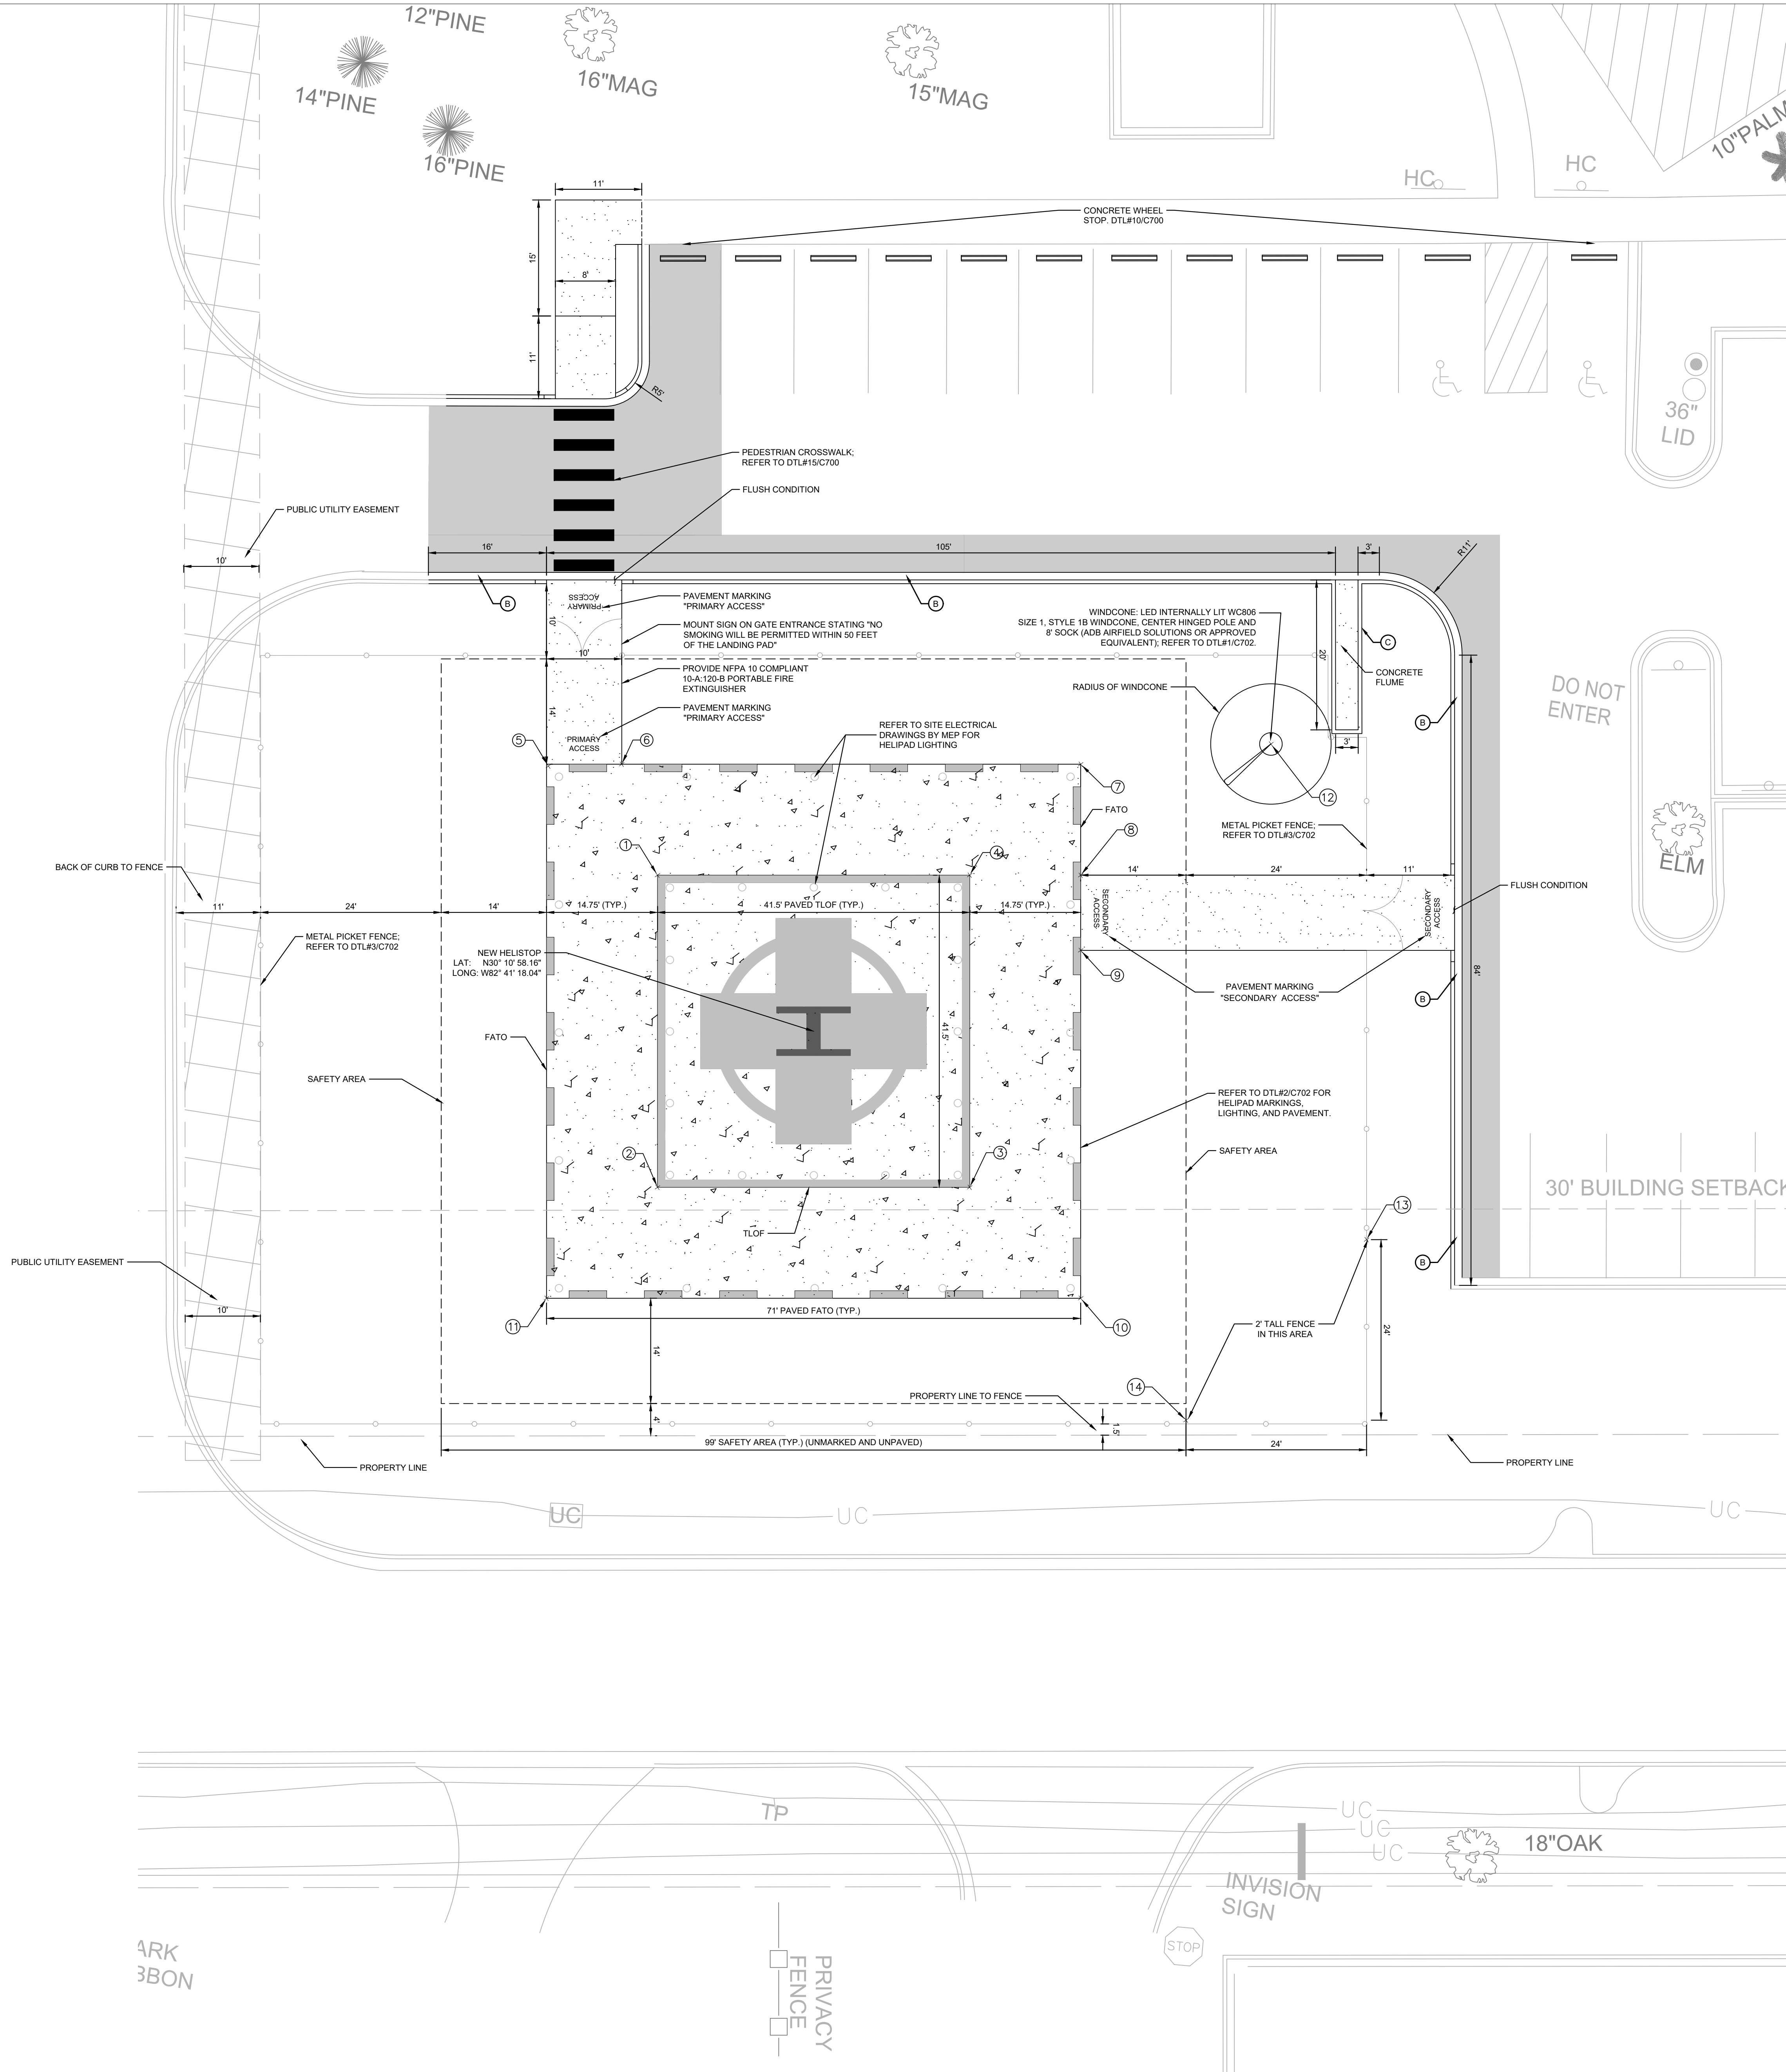 12"PINE
14"PINE
16"PINE
16"MAG
15"MAG
10"PALM
HC
HC
11'
15'
8'
11'
R5'
CONCRETE WHEEL
STOP. DTL#10/C700
36"
LID
PEDESTRIAN CROSSWALK;
REFER TO DTL#15/C700
FLUSH CONDITION
PUBLIC UTILITY EASEMENT
10'
16'
105'
3'
R11'
B
B
PRIMARY
ACCESS
PAVEMENT MARKING
"PRIMARY ACCESS"
MOUNT SIGN ON GATE ENTRANCE STATING "NO
SMOKING WILL BE PERMITTED WITHIN 50 FEET
OF THE LANDING PAD"
10'
10'
PROVIDE NFPA 10 COMPLIANT
10-A:120-B PORTABLE FIRE
EXTINGUISHER
PAVEMENT MARKING
"PRIMARY ACCESS"
14'
PRIMARY
ACCESS
WINDCONE: LED INTERNALLY LIT WC806
SIZE 1, STYLE 1B WINDCONE, CENTER HINGED POLE AND
8' SOCK (ADB AIRFIELD SOLUTIONS OR APPROVED
EQUIVALENT); REFER TO DTL#1/C702.
20'
C
CONCRETE
FLUME
RADIUS OF WINDCONE
3'
B
DO NOT
ENTER
REFER TO SITE ELECTRICAL
DRAWINGS BY MEP FOR
HELIPAD LIGHTING
5
6
7
12
FATO
8
METAL PICKET FENCE;
REFER TO DTL#3/C702
ELM
1
4
BACK OF CURB TO FENCE
14'
24'
11'
FLUSH CONDITION
SECONDARY
ACCESS
SECONDARY
ACCESS
11'
24'
14'
14.75' (TYP.)
41.5' PAVED TLOF (TYP.)
14.75' (TYP.)
METAL PICKET FENCE;
REFER TO DTL#3/C702
NEW HELISTOP
LAT: N30° 10' 58.16"
LONG: W82° 41' 18.04"
H
9
84'
PAVEMENT MARKING
"SECONDARY ACCESS"
B
41.5'
FATO
SAFETY AREA
REFER TO DTL#2/C702 FOR
HELIPAD MARKINGS,
LIGHTING, AND PAVEMENT.
SAFETY AREA
2
3
30' BUILDING SETBACK
13
TLOF
PUBLIC UTILITY EASEMENT
B
10'
71' PAVED FATO (TYP.)
11
10
2' TALL FENCE
IN THIS AREA
24'
14'
14
PROPERTY LINE TO FENCE
4'
1.5'
99' SAFETY AREA (TYP.) (UNMARKED AND UNPAVED)
24'
PROPERTY LINE
PROPERTY LINE
UC
UC
UC
TP
UC
UC
UC
18"OAK
INVISION
SIGN
STOP
PRIVACY
FENCE
ARK
BBON